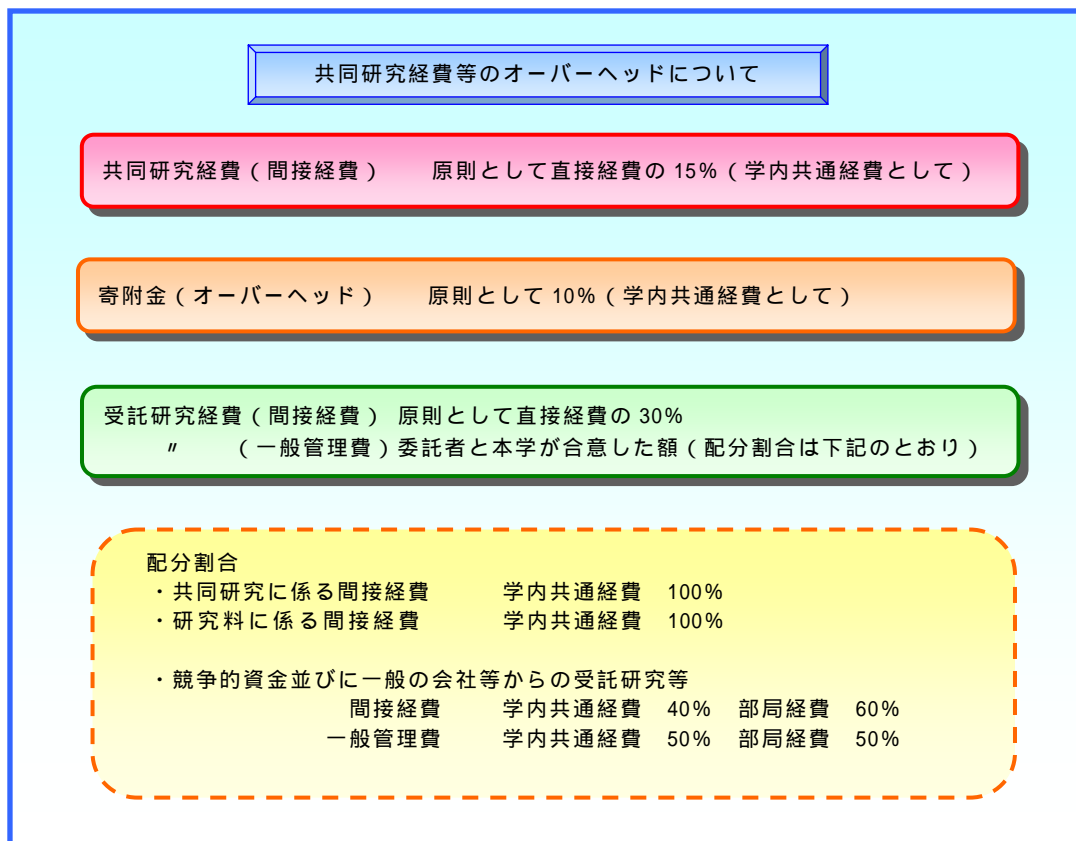 共同研究経費等のオーバーヘッドについて
共同研究経費(間接経費) 原則として直接経費の 15%(学内共通経費として)
寄附金(オーバーヘッド) 原則として 10%(学内共通経費として)
受託研究経費(間接経費) 原則として直接経費の 30%
〃 (一般管理費)委託者と本学が合意した額(配分割合は下記のとおり)
配分割合
・共同研究に係る間接経費 学内共通経費 100%
・研究料に係る間接経費 学内共通経費 100%
・競争的資金並びに一般の会社等からの受託研究等
間接経費 学内共通経費 40% 部局経費 60%
一般管理費 学内共通経費 50% 部局経費 50%